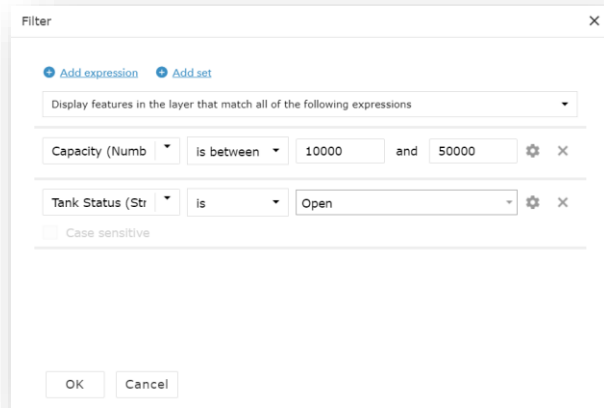 Filter
Add expression Add set
Display features in the layer that match all of the following expressions
Capacity (Numb is between 10000 and 50000
Tank Status (Str is Open
Case sensitive
OK Cancel